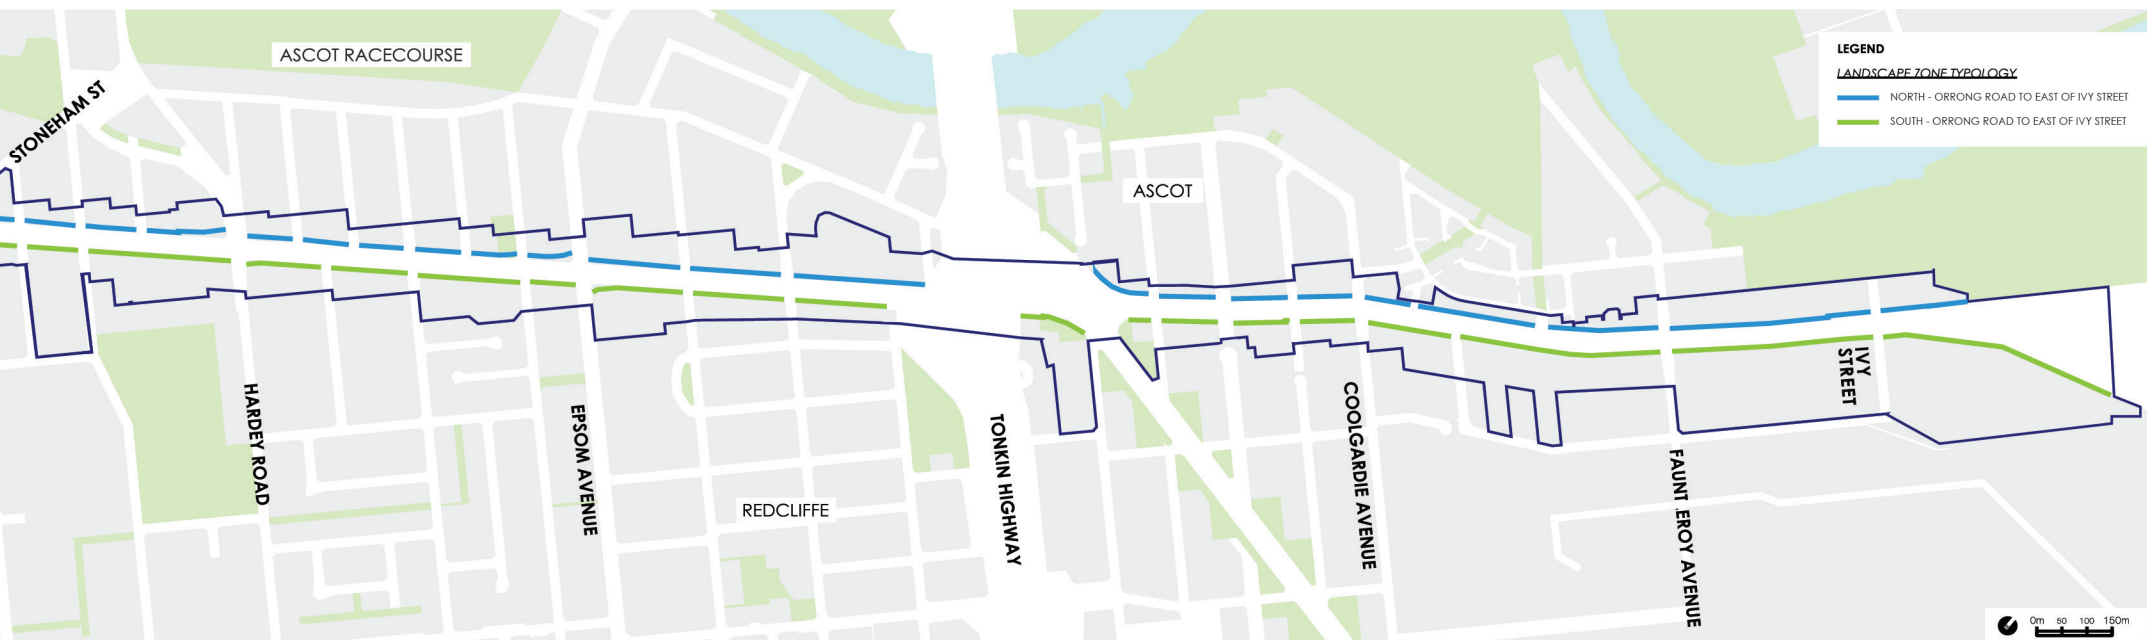 ASCOT RACECOURSE
STONEHAM ST
LEGEND
LANDSCAPE ZONE TYPOLOGY
NORTH - ORRONG ROAD TO EAST OF IVY STREET
SOUTH - ORRONG ROAD TO EAST OF IVY STREET
ASCOT
HARDEY ROAD
EPSOM AVENUE
REDCLIFFE
TONKIN HIGHWAY
COOLGARDIE AVENUE
IVY
STREET
FAUNT EROY AVENUE
0m 50 100 150m